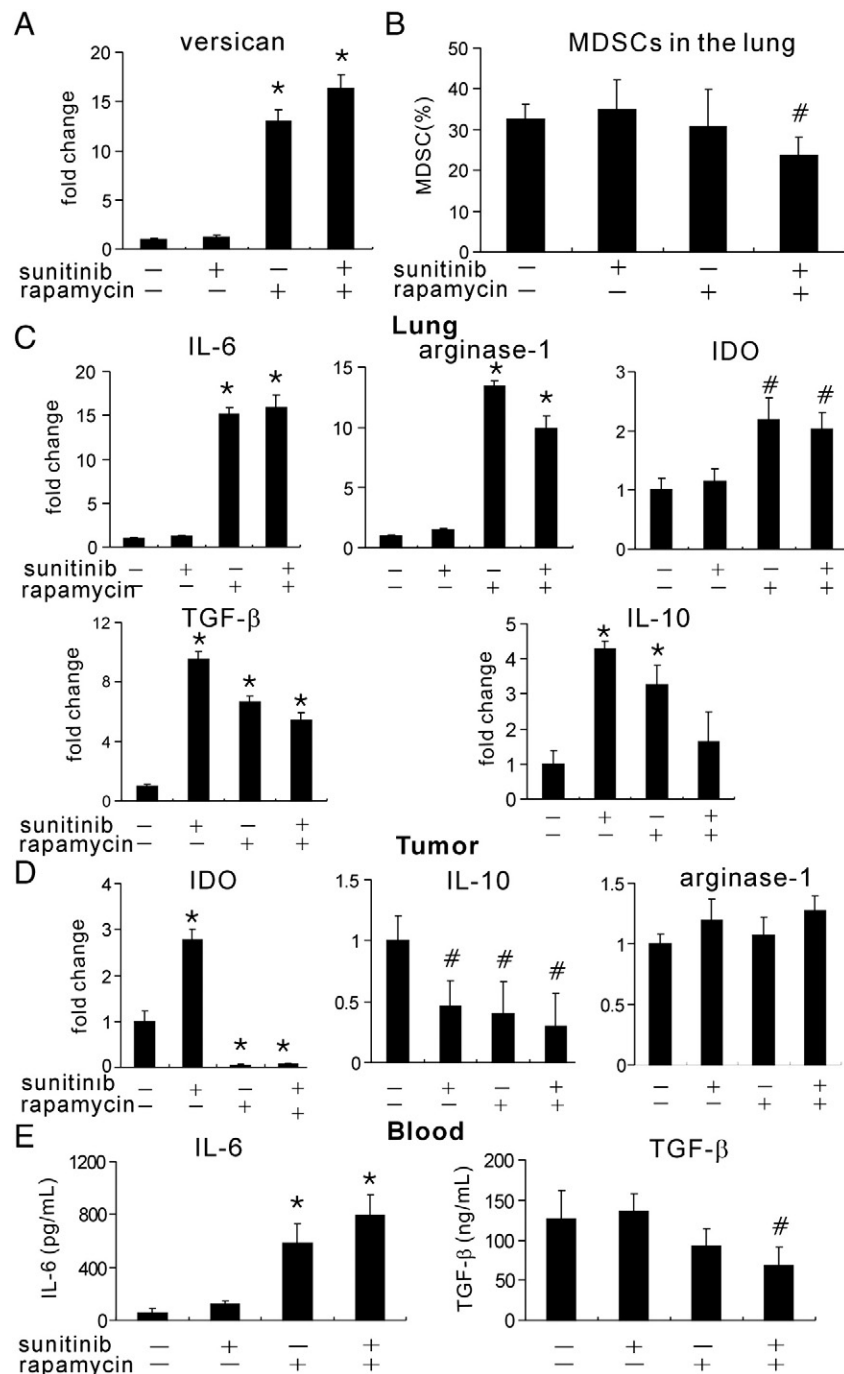 A
versican
fold change
20
15
10
5
0
*
*
sunitinib – + – +
rapamycin – – + +
B
MDSCs in the lung
MDSC(%)
50
40
30
20
10
0
#
sunitinib – + – +
rapamycin – – + +
C
Lung
IL-6
fold change
20
15
10
5
0
*
*
sunitinib – + – +
rapamycin – – + +
arginase-1
15
10
5
0
*
*
– + – +
– – + +
IDO
3
2
1
0
#
#
– + – +
– – + +
TGF-β
fold change
12
8
4
0
*
*
*
sunitinib – + – +
rapamycin – – + +
IL-10
fold change
5
4
3
2
1
0
*
*
– + – +
– – + +
D
Tumor
IDO
fold change
4
3
2
1
0
*
*
*
sunitinib – + – +
rapamycin – – + +
IL-10
1.5
1
0.5
0
#
#
#
– + – +
– – + +
arginase-1
1.5
1
0.5
0
– + – +
– – + +
E
Blood
IL-6
IL-6 (pg/mL)
1200
800
400
0
*
*
sunitinib – + – +
rapamycin – – + +
TGF-β
TGF-β (ng/mL)
200
150
100
50
0
#
– + – +
– – + +